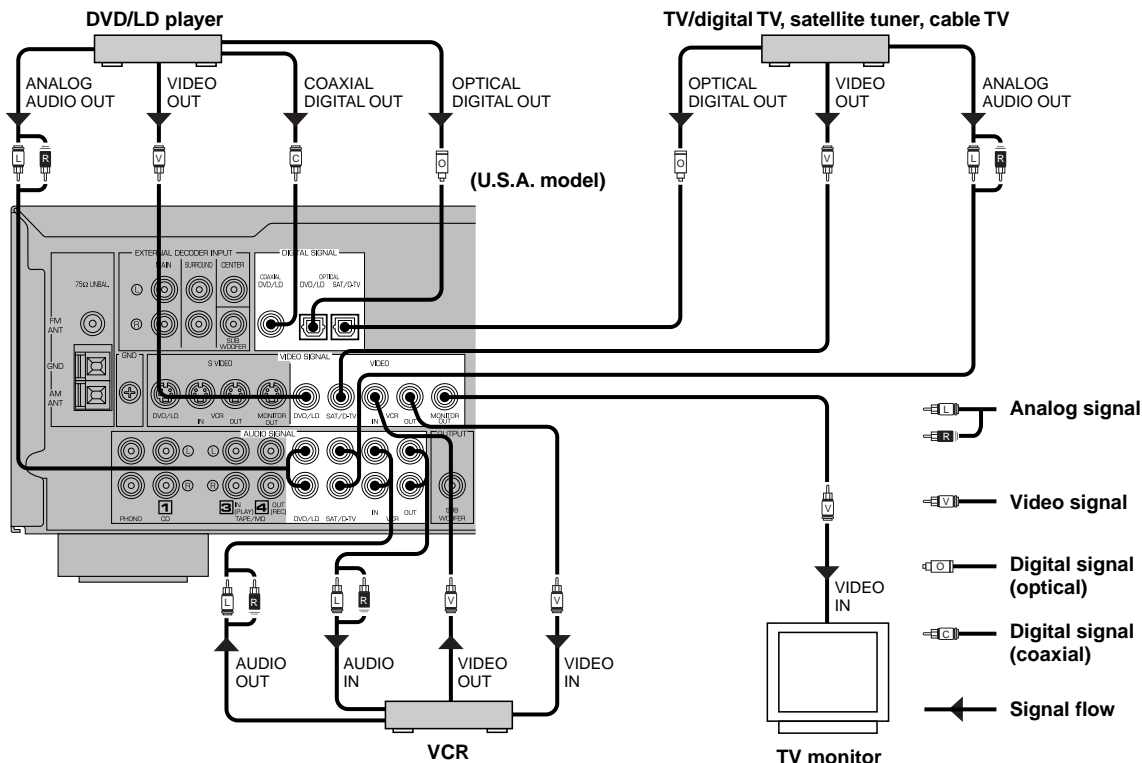 DVD/LD player
TV/digital TV, satellite tuner, cable TV
ANALOG
AUDIO OUT
VIDEO
OUT
COAXIAL
DIGITAL OUT
OPTICAL
DIGITAL OUT
OPTICAL
DIGITAL OUT
VIDEO
OUT
ANALOG
AUDIO OUT
L
R
V
C
O
O
V
L
R
(U.S.A. model)
EXTERNAL DECODER INPUT
MAIN
SURROUND
CENTER
L
R
SUB
WOOFER
DIGITAL SIGNAL
COAXIAL
DVD/LD
OPTICAL
DVD/LD
SAT/D-TV
75Ω UNBAL.
FM
ANT
GND
AM
ANT
GND
VIDEO SIGNAL
S VIDEO
VIDEO
DVD/LD
IN
VCR
OUT
MONITOR
OUT
DVD/LD
SAT/D-TV
IN
VCR
OUT
MONITOR
OUT
AUDIO SIGNAL
OUTPUT
L
R
L
R
PHONO
1
CD
3
IN
(PLAY)
4
OUT
(REC)
TAPE/MD
DVD/LD
SAT/D-TV
IN
VCR
OUT
SUB
WOOFER
L
R
L
R
V
V
AUDIO
OUT
AUDIO
IN
VIDEO
OUT
VIDEO
IN
VCR
V
VIDEO
IN
TV monitor
L
R
Analog signal
V
Video signal
O
Digital signal
(optical)
C
Digital signal
(coaxial)
Signal flow